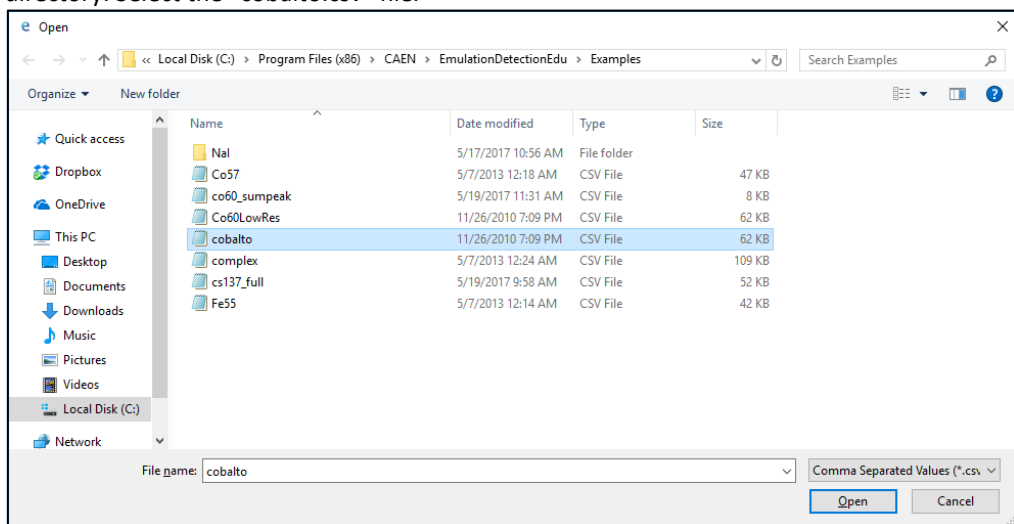 Open
« Local Disk (C:) › Program Files (x86) › CAEN › EmulationDetectionEdu › Examples
Search Examples
Organize New folder
Name Date modified Type Size
Quick access
Dropbox
OneDrive
This PC
Desktop
Documents
Downloads
Music
Pictures
Videos
Local Disk (C:)
Network
NaI 5/17/2017 10:56 AM File folder
Co57 5/7/2013 12:18 AM CSV File 47 KB
co60_sumpeak 5/19/2017 11:31 AM CSV File 8 KB
Co60LowRes 11/26/2010 7:09 PM CSV File 62 KB
cobalto 11/26/2010 7:09 PM CSV File 62 KB
complex 5/7/2013 12:24 AM CSV File 109 KB
cs137_full 5/19/2017 9:58 AM CSV File 52 KB
Fe55 5/7/2013 12:14 AM CSV File 42 KB
File name: cobalto
Comma Separated Values (*.csv
Open Cancel